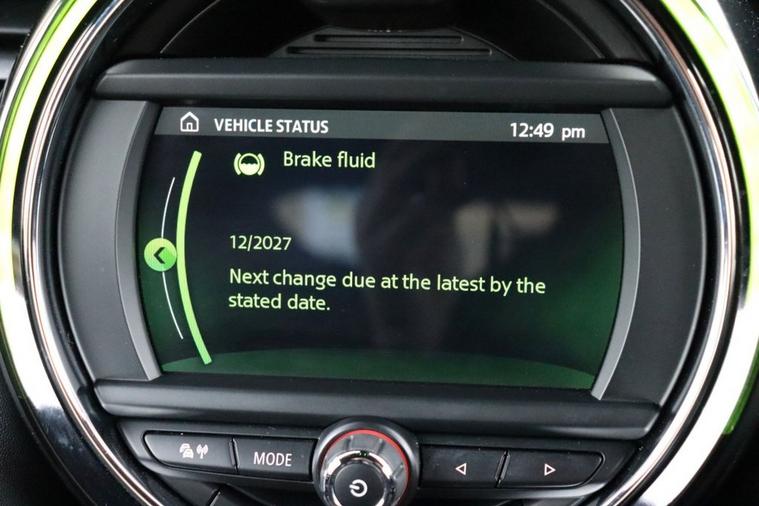 VEHICLE STATUS 12:49 pm
Brake fluid
12/2027
Next change due at the latest by the
stated date.
MODE